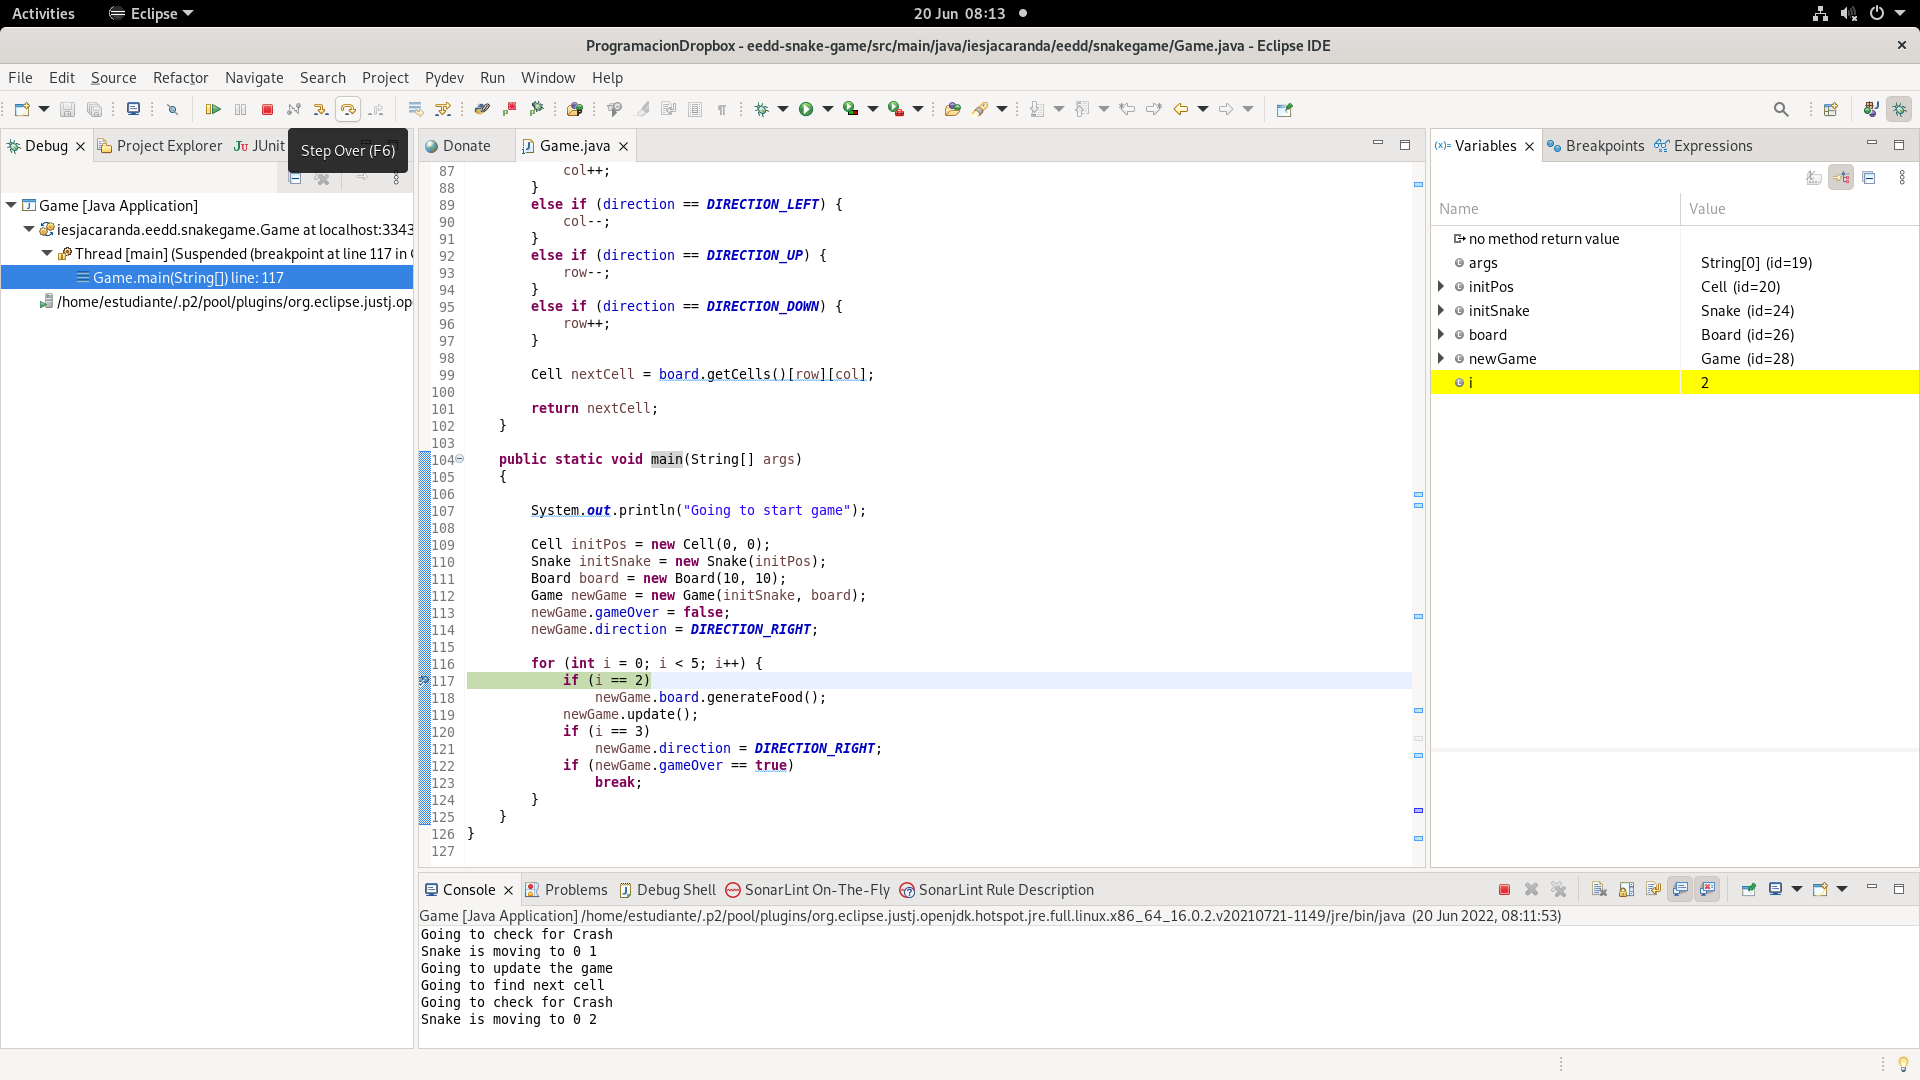 Activities
Eclipse
20 Jun 08:13
ProgramacionDropbox - eedd-snake-game/src/main/java/iesjacaranda/eedd/snakegame/Game.java - Eclipse IDE
File Edit Source Refactor Navigate Search Project Pydev Run Window Help
Debug
Project Explorer
JUnit
Step Over (F6)
Game [Java Application]
iesjacaranda.eedd.snakegame.Game at localhost:3343
Thread [main] (Suspended (breakpoint at line 117 in
Game.main(String[]) line: 117
/home/estudiante/.p2/pool/plugins/org.eclipse.justj.op
Donate
Game.java
87 col++;
88 }
89 else if (direction == DIRECTION_LEFT) {
90 col--;
91 }
92 else if (direction == DIRECTION_UP) {
93 row--;
94 }
95 else if (direction == DIRECTION_DOWN) {
96 row++;
97 }
98
99 Cell nextCell = board.getCells()[row][col];
100
101 return nextCell;
102 }
103
104 public static void main(String[] args)
105 {
106
107 System.out.println("Going to start game");
108
109 Cell initPos = new Cell(0, 0);
110 Snake initSnake = new Snake(initPos);
111 Board board = new Board(10, 10);
112 Game newGame = new Game(initSnake, board);
113 newGame.gameOver = false;
114 newGame.direction = DIRECTION_RIGHT;
115
116 for (int i = 0; i < 5; i++) {
117 if (i == 2)
118 newGame.board.generateFood();
119 newGame.update();
120 if (i == 3)
121 newGame.direction = DIRECTION_RIGHT;
122 if (newGame.gameOver == true)
123 break;
124 }
125 }
126 }
127
Variables
Breakpoints
Expressions
Name Value
no method return value
args String[0] (id=19)
initPos Cell (id=20)
initSnake Snake (id=24)
board Board (id=26)
newGame Game (id=28)
i 2
Console
Problems
Debug Shell
SonarLint On-The-Fly
SonarLint Rule Description
Game [Java Application] /home/estudiante/.p2/pool/plugins/org.eclipse.justj.openjdk.hotspot.jre.full.linux.x86_64_16.0.2.v20210721-1149/jre/bin/java (20 Jun 2022, 08:11:53)
Going to check for Crash
Snake is moving to 0 1
Going to update the game
Going to find next cell
Going to check for Crash
Snake is moving to 0 2